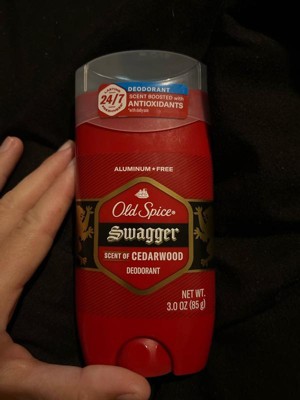 24/7
DEODORANT
SCENT BOOSTED with
ANTIOXIDANTS
ALUMINUM • FREE
Old Spice®
Swagger
SCENT OF CEDARWOOD
DEODORANT
NET WT.
3.0 OZ (85g)